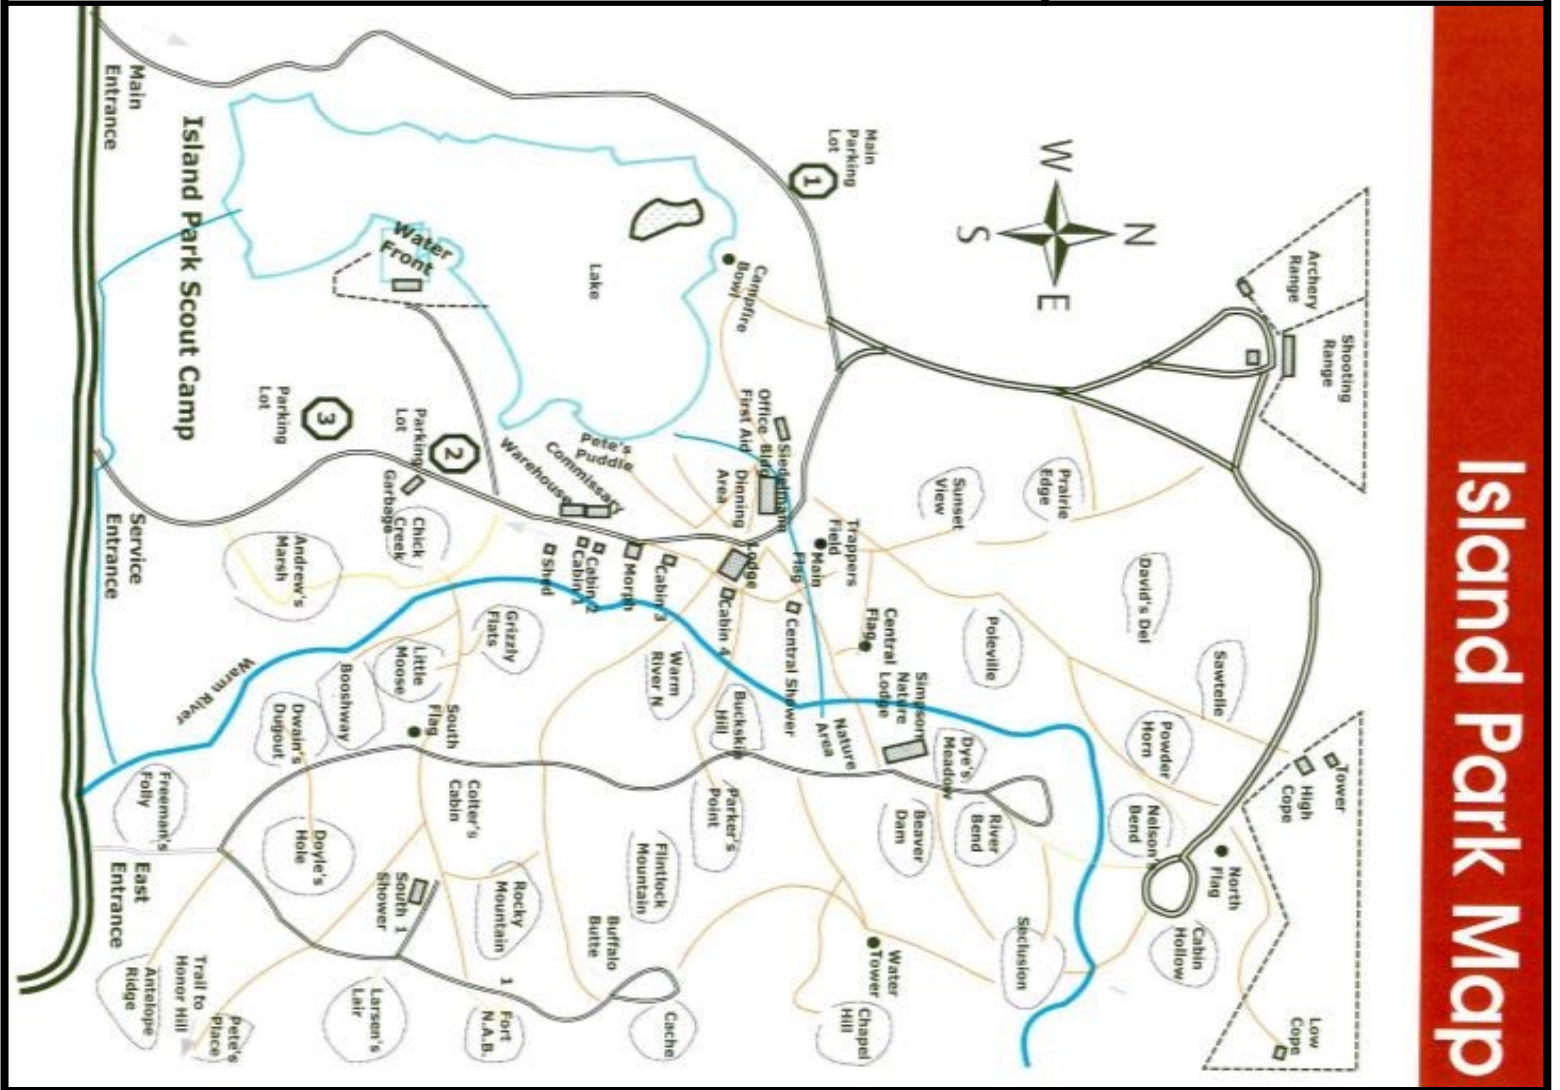 Island Park Map
Archery
Range
Shooting
Range
Tower
High
Cope
Low
Cope
North
Flag
N
W
E
S
Main
Parking
Lot
1
Prairie
Edge
Sunset
View
David's Del
Sawtelle
Poleville
Powder
Horn
Nelson's
Bend
Cabin
Hollow
Campfire
Bowl
Lake
Siedelmann
Office- Bldg
First Aid
Dinning
Area
Trappers
Field
Main
Flag
Central
Flag
Lodge
Cabin 4
Central Shower
Simpson
Nature
Lodge
Nature
Area
Dye's
Meadow
River
Bend
Beaver
Dam
Seclusion
Water
Tower
Chapel
Hill
Water
Front
Pete's
Puddle
Commissary
Warehouse
Cabin 3
Morph
Cabin 2
Cabin 1
Shed
Warm
River N
Buckskin
Hill
Parker's
Point
Flintlock
Mountain
Buffalo
Butte
Cache
2
Parking
Lot
3
Parking
Lot
Garbage
Chick
Creek
Grizzly
Flats
Little
Moose
South
Flag
Booshway
Colter's
Cabin
Rocky
Mountain
South 1
Shower
1
Fort
N.A.B.
Larsen's
Lair
Andrew's
Marsh
Warm River
Dwain's
Dugout
Doyle's
Hole
Freeman's
Folly
Pete's
Place
Trail to
Honor Hill
Antelope
Ridge
Island Park Scout Camp
Main
Entrance
Service
Entrance
East
Entrance